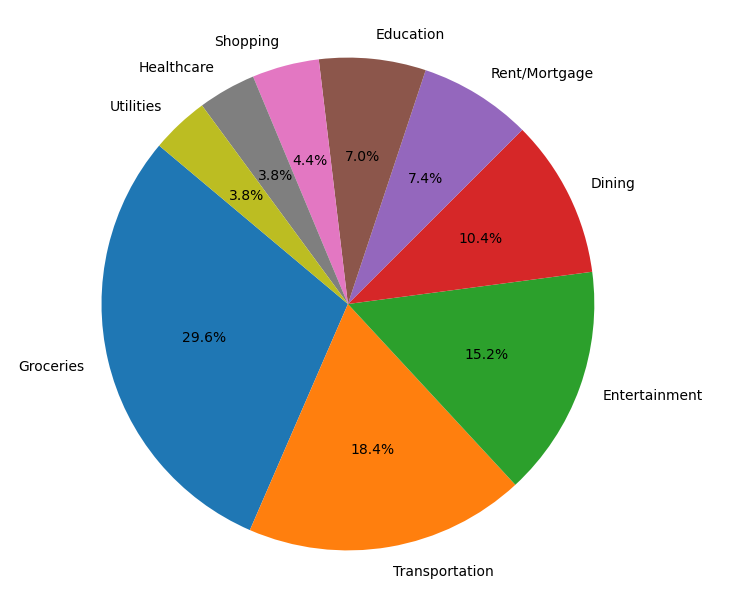 Education
Shopping
Healthcare
Rent/Mortgage
Utilities
7.0%
4.4%
3.8%
7.4%
Dining
3.8%
10.4%
29.6%
15.2%
Groceries
Entertainment
18.4%
Transportation